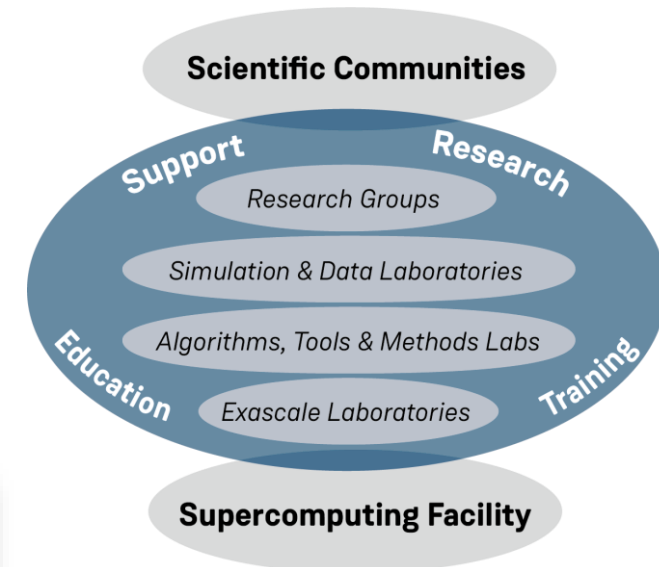 Scientific Communities
Support
Research
Research Groups
Simulation & Data Laboratories
Algorithms, Tools & Methods Labs
Education
Training
Exascale Laboratories
Supercomputing Facility